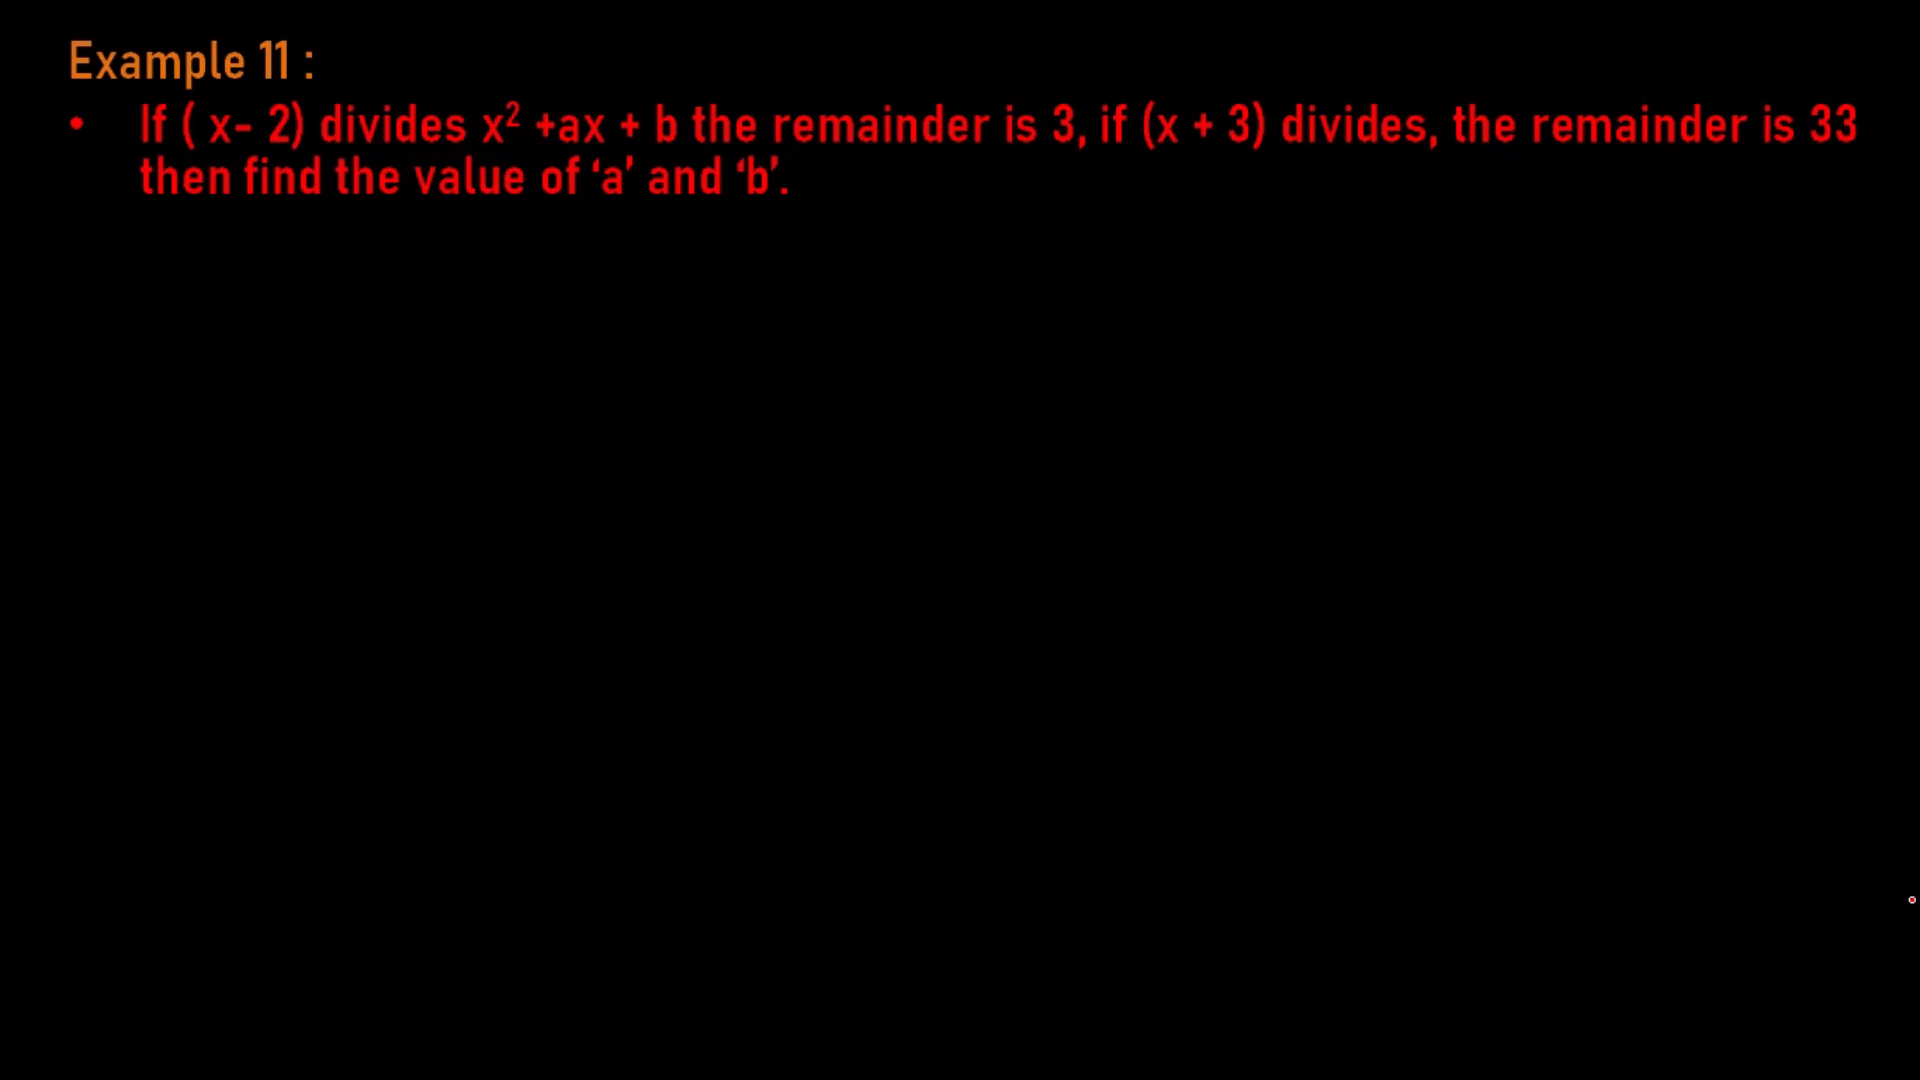 Example 11 :
• If ( x- 2) divides x² +ax + b the remainder is 3, if (x + 3) divides, the remainder is 33
then find the value of ‘a’ and ‘b’.